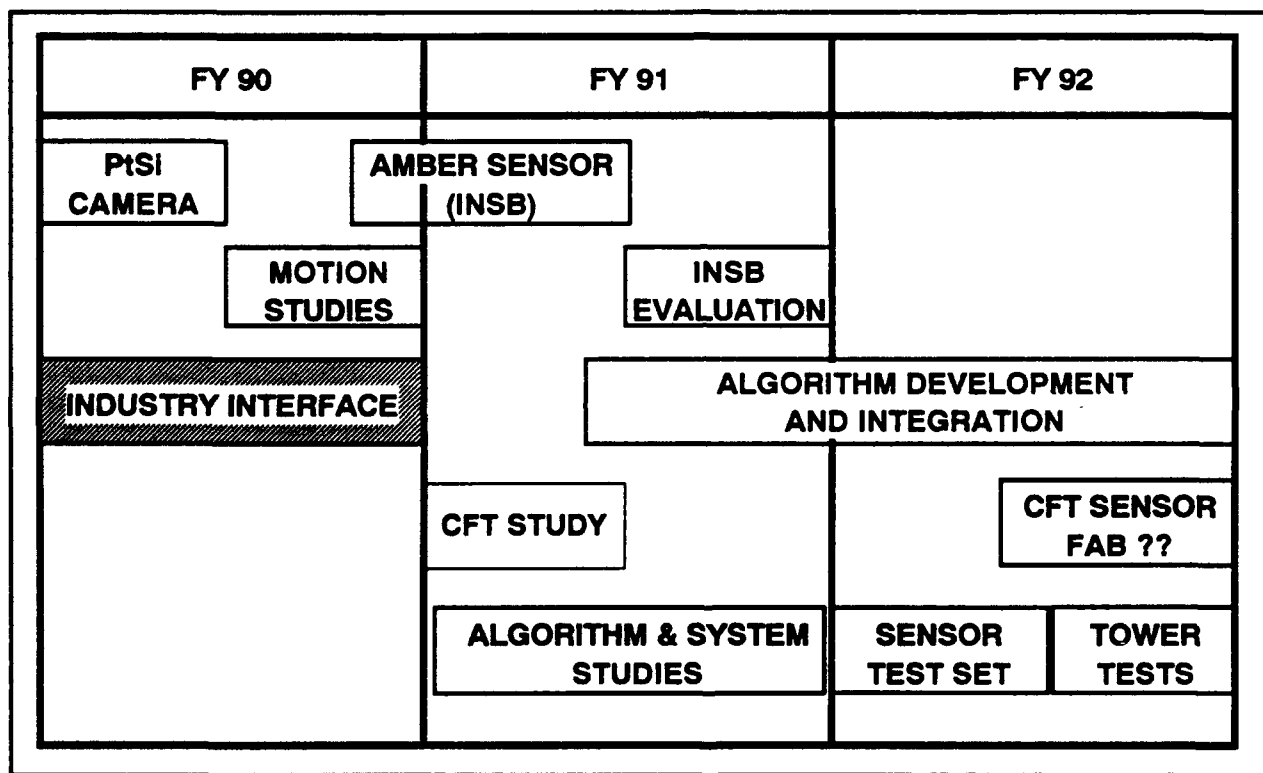 FY 90
FY 91
FY 92
PtSi
CAMERA
AMBER SENSOR
(INSB)
MOTION
STUDIES
INSB
EVALUATION
INDUSTRY INTERFACE
ALGORITHM DEVELOPMENT
AND INTEGRATION
CFT STUDY
CFT SENSOR
FAB ??
ALGORITHM & SYSTEM
STUDIES
SENSOR
TEST SET
TOWER
TESTS